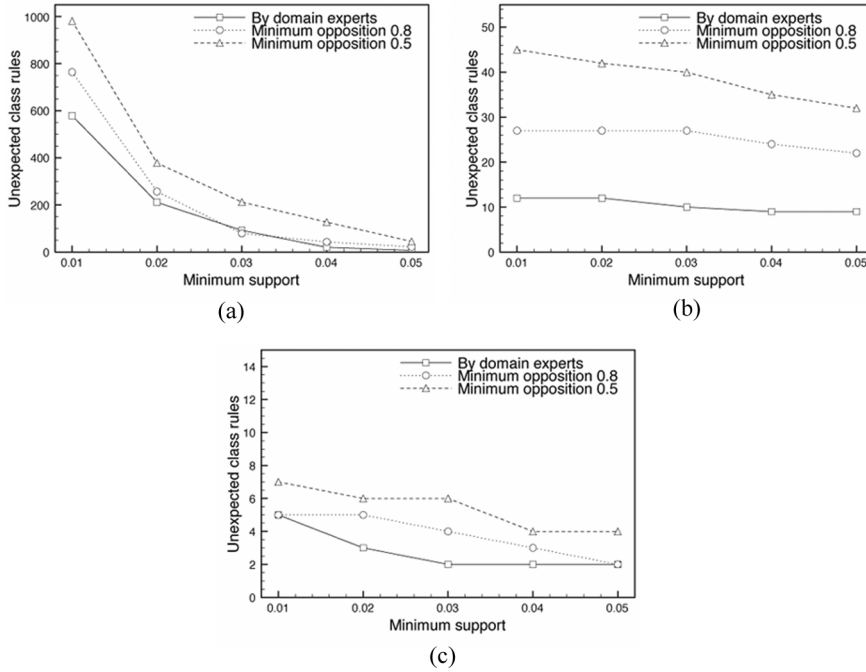 By domain experts
Minimum opposition 0.8
Minimum opposition 0.5
Unexpected class rules
1000
800
600
400
200
0
0.01 0.02 0.03 0.04 0.05
Minimum support
(a)
By domain experts
Minimum opposition 0.8
Minimum opposition 0.5
Unexpected class rules
50
40
30
20
10
0
0.01 0.02 0.03 0.04 0.05
Minimum support
(b)
By domain experts
Minimum opposition 0.8
Minimum opposition 0.5
Unexpected class rules
14
12
10
8
6
4
2
0
0.01 0.02 0.03 0.04 0.05
Minimum support
(c)